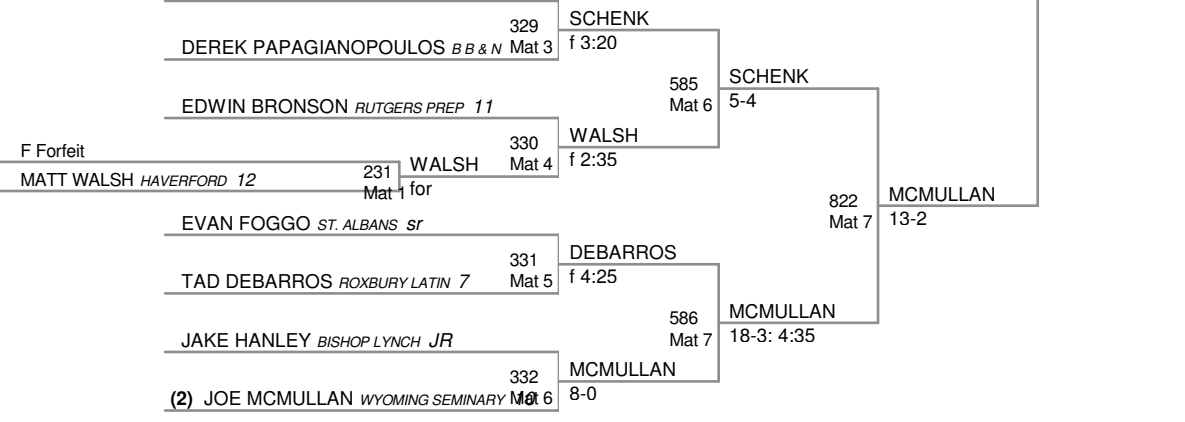 SCHENK
329
DEREK PAPAGIANOPOULOS B B & N Mat 3
f 3:20
SCHENK
585
Mat 6
5-4
EDWIN BRONSON RUTGERS PREP 11
WALSH
330
Mat 4
f 2:35
F Forfeit
WALSH
231
Mat 1
for
MATT WALSH HAVERFORD 12
MCMULLAN
822
Mat 7
13-2
EVAN FOGGO ST. ALBANS sr
DEBARROS
331
Mat 5
f 4:25
TAD DEBARROS ROXBURY LATIN 7
MCMULLAN
586
Mat 7
18-3: 4:35
JAKE HANLEY BISHOP LYNCH JR
MCMULLAN
332
(2) JOE MCMULLAN WYOMING SEMINARY 10 Mat 6
8-0